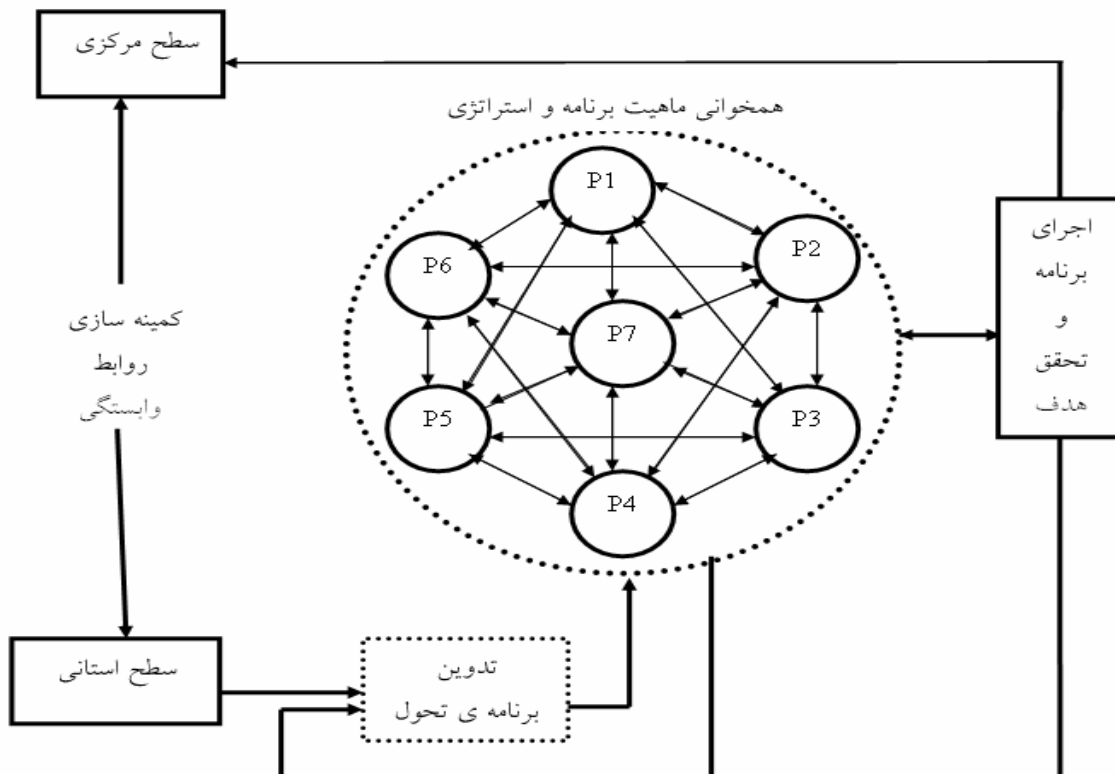 سطح مرکزی
همخوانی ماهیت برنامه و استراتژی
P1
P2
P6
P7
P5
P3
P4
اجرای
برنامه
و
تحقق
هدف
کمینه سازی
روابط
وابستگی
سطح استانی
تدوین
برنامه ی تحول